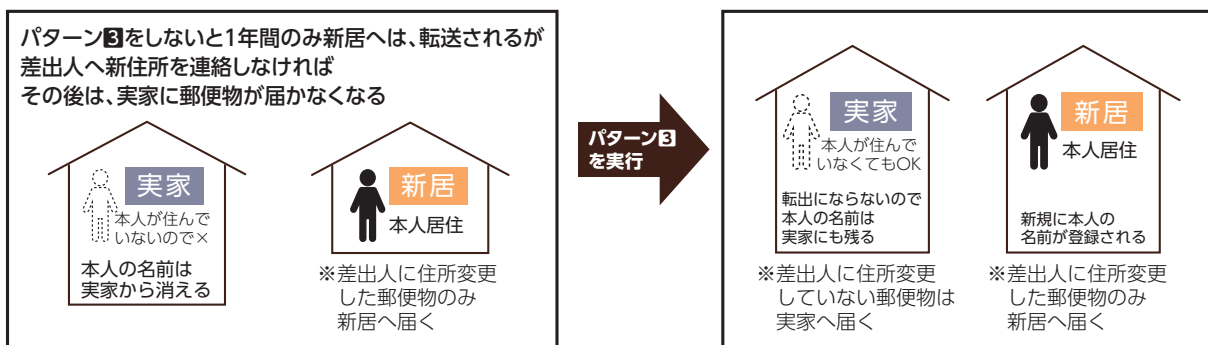 パターン3をしないと1年間のみ新居へは、転送されるが
差出人へ新住所を連絡しなければ
その後は、実家に郵便物が届かなくなる
実家
本人が住んで
いないので×
本人の名前は
実家から消える
新居
本人居住
※差出人に住所変更
した郵便物のみ
新居へ届く
パターン3
を実行
実家
本人が住んで
いなくてもOK
転出にならないので
本人の名前は
実家にも残る
※差出人に住所変更
していない郵便物は
実家へ届く
新居
本人居住
新規に本人の
名前が登録される
※差出人に住所変更
した郵便物のみ
新居へ届く